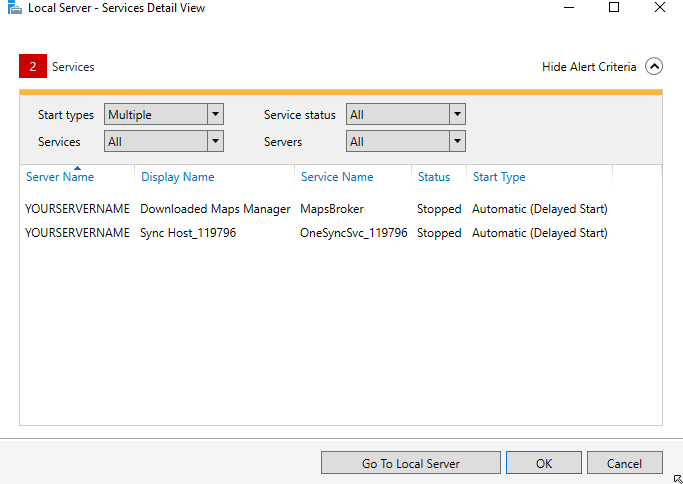 Local Server - Services Detail View
2 Services Hide Alert Criteria
Start types Multiple Service status All
Services All Servers All
Server Name Display Name Service Name Status Start Type
YOURSERVERNAME Downloaded Maps Manager MapsBroker Stopped Automatic (Delayed Start)
YOURSERVERNAME Sync Host_119796 OneSyncSvc_119796 Stopped Automatic (Delayed Start)
Go To Local Server OK Cancel